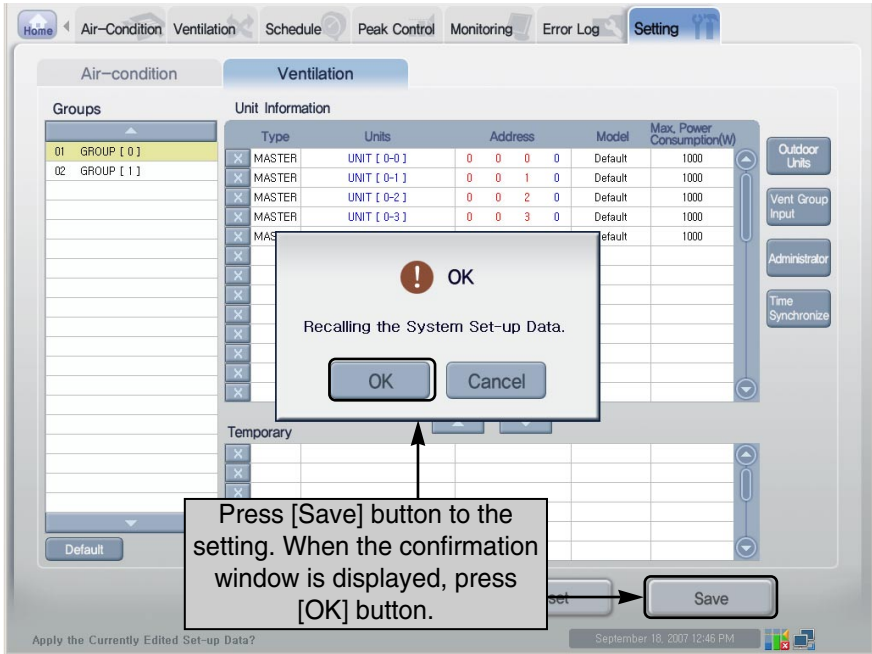 Home Air-Condition Ventilation Schedule Peak Control Monitoring Error Log Setting
Air-condition Ventilation
Groups
01 GROUP [ 0 ]
02 GROUP [ 1 ]
Default
Unit Information
Type Units Address Model Max, Power Consumption(W)
X MASTER UNIT [ 0-0 ] 0 0 0 0 Default 1000
X MASTER UNIT [ 0-1 ] 0 0 1 0 Default 1000
X MASTER UNIT [ 0-2 ] 0 0 2 0 Default 1000
X MASTER UNIT [ 0-3 ] 0 0 3 0 Default 1000
X MAS efault 1000
X
X
X
X
X
X
X
X
Outdoor
Units
Vent Group
Input
Administrator
Time
Synchronize
! OK
Recalling the System Set-up Data.
OK Cancel
Temporary
X
X
X
Press [Save] button to the
setting. When the confirmation
window is displayed, press
[OK] button.
set Save
Apply the Currently Edited Set-up Data? September 18, 2007 12:46 PM